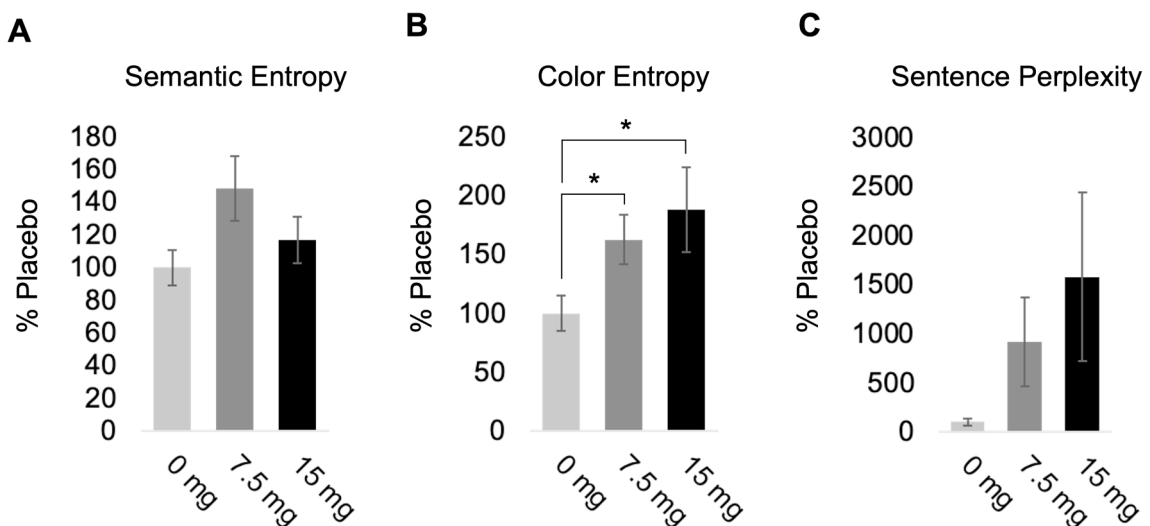 A
Semantic Entropy
% Placebo
180
160
140
120
100
80
60
40
20
0
0 mg
7.5 mg
15 mg
B
Color Entropy
% Placebo
250
200
150
100
50
0
*
*
0 mg
7.5 mg
15 mg
C
Sentence Perplexity
% Placebo
3000
2500
2000
1500
1000
500
0
0 mg
7.5 mg
15 mg